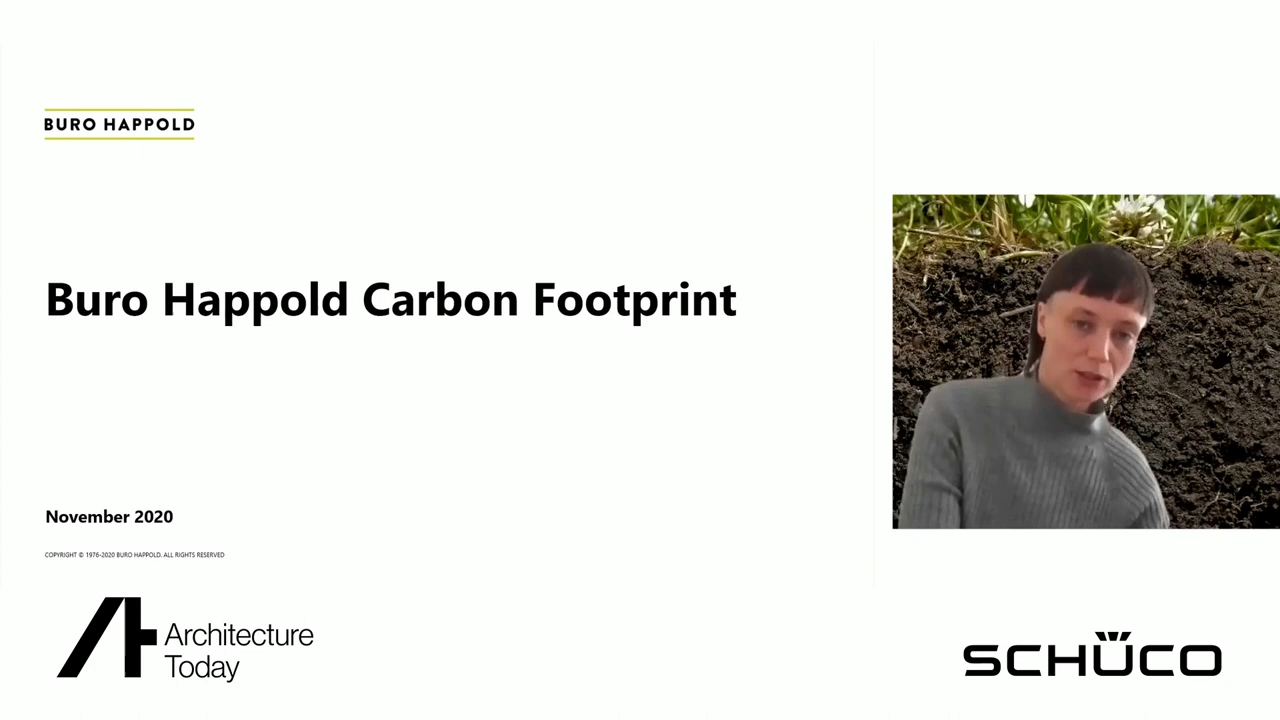 BURO HAPPOLD
Buro Happold Carbon Footprint
November 2020
COPYRIGHT © 1976-2020 BURO HAPPOLD. ALL RIGHTS RESERVED
Architecture
Today
SCHÜCO